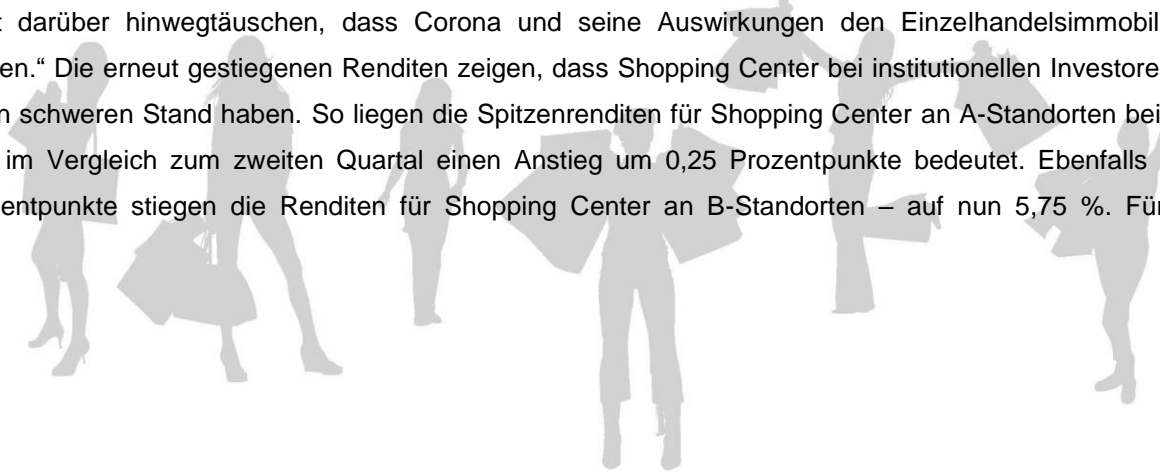 darüber hinwegtäuschen, dass Corona und seine Auswirkungen den Einzelhandelsimmobil
en.“ Die erneut gestiegenen Renditen zeigen, dass Shopping Center bei institutionellen Investore
n schweren Stand haben. So liegen die Spitzenrenditen für Shopping Center an A-Standorten bei
im Vergleich zum zweiten Quartal einen Anstieg um 0,25 Prozentpunkte bedeutet. Ebenfalls
entpunkte stiegen die Renditen für Shopping Center an B-Standorten – auf nun 5,75 %. Für